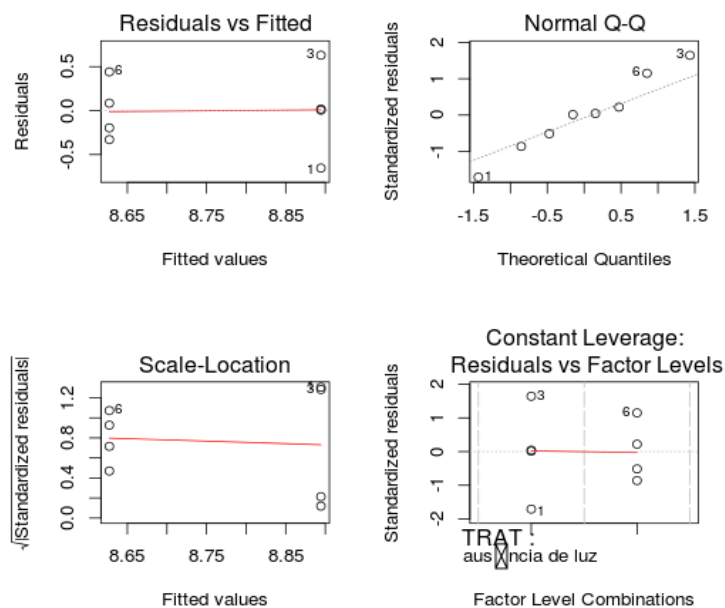 Residuals vs Fitted
Residuals
0.5
0.0
-0.5
6
3
1
8.65
8.75
8.85
Fitted values
Normal Q-Q
Standardized residuals
2
1
0
-1
3
6
1
-1.5
-0.5
0.5
1.5
Theoretical Quantiles
Scale-Location
√|Standardized residuals|
1.2
0.8
0.4
0.0
6
3
8.65
8.75
8.85
Fitted values
Constant Leverage:
Residuals vs Factor Levels
Standardized residuals
2
1
0
-1
-2
3
6
1
TRAT :
ausncia de luz
Factor Level Combinations